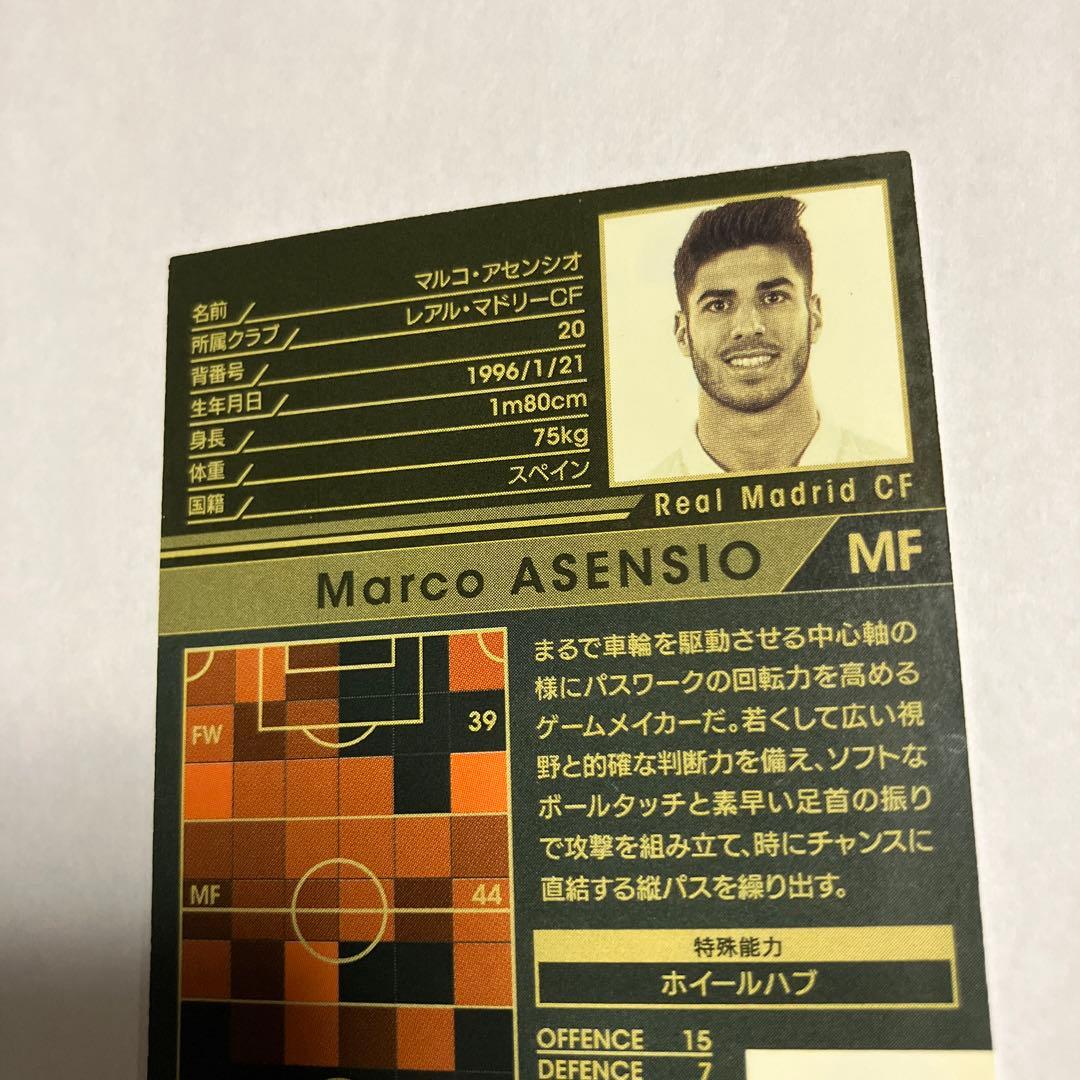 名前 マルコ・アセンシオ
所属クラブ レアル・マドリーCF
背番号 20
生年月日 1996/1/21
身長 1m80cm
体重 75kg
国籍 スペイン
Real Madrid CF
Marco ASENSIO MF
まるで車輪を駆動させる中心軸の
様にパスワークの回転力を高める
ゲームメイカーだ。若くして広い視
野と的確な判断力を備え、ソフトな
ボールタッチと素早い足首の振り
で攻撃を組み立て、時にチャンスに
直結する縦パスを繰り出す。
FW 39
MF 44
特殊能力
ホイールハブ
OFFENCE 15
DEFENCE 7